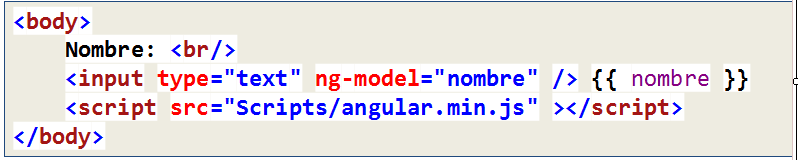 <body>
Nombre: <br/>
<input type="text" ng-model="nombre" /> {{ nombre }}
<script src="Scripts/angular.min.js" ></script>
</body>